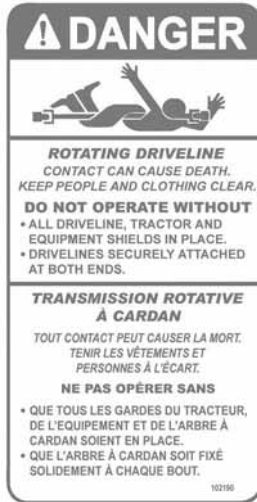 DANGER
ROTATING DRIVELINE
CONTACT CAN CAUSE DEATH.
KEEP PEOPLE AND CLOTHING CLEAR.
DO NOT OPERATE WITHOUT
• ALL DRIVELINE, TRACTOR AND
EQUIPMENT SHIELDS IN PLACE.
• DRIVELINES SECURELY ATTACHED
AT BOTH ENDS.
TRANSMISSION ROTATIVE
À CARDAN
TOUT CONTACT PEUT CAUSER LA MORT.
TENIR LES VÊTEMENTS ET
PERSONNES À L'ÉCART.
NE PAS OPÉRER SANS
• QUE TOUS LES GARDES DU TRACTEUR,
DE L'EQUIPEMENT ET DE L'ARBRE À
CARDAN SOIENT EN PLACE.
• QUE L'ARBRE À CARDAN SOIT FIXÉ
SOLIDEMENT À CHAQUE BOUT.
102190